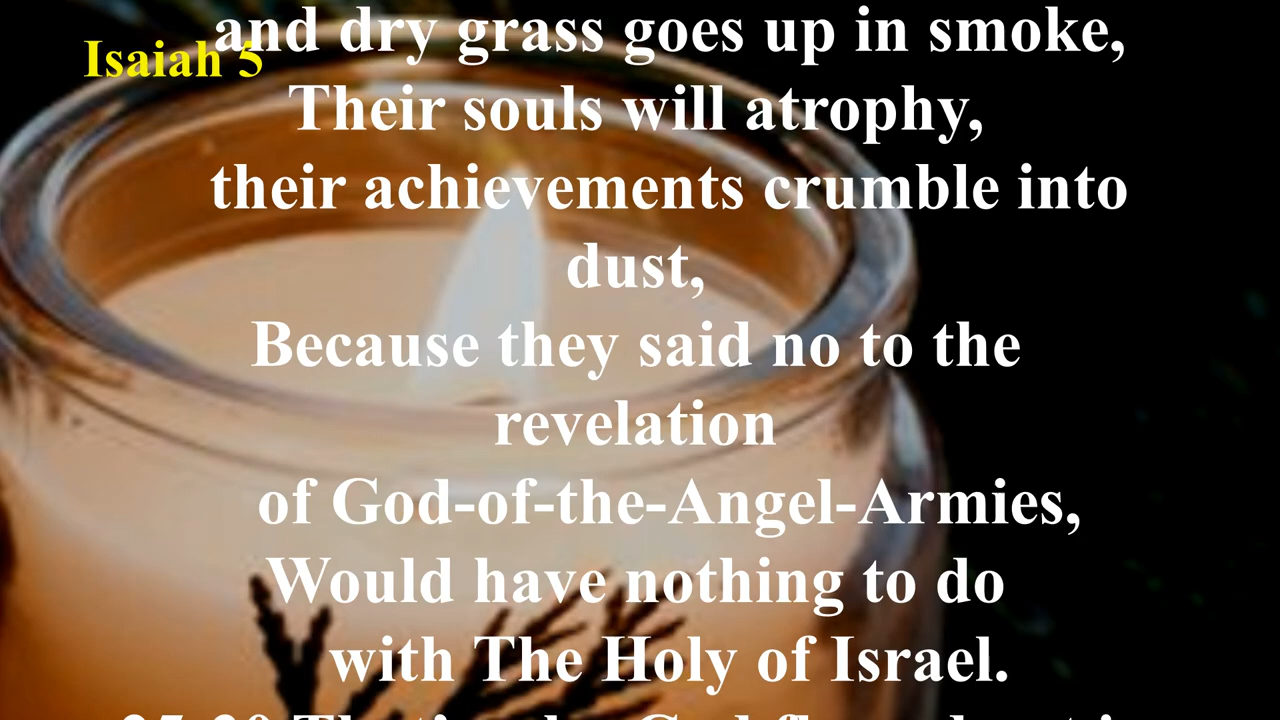 and dry grass goes up in smoke,
Isaiah 5
Their souls will atrophy,
their achievements crumble into
dust,
Because they said no to the
revelation
of God-of-the-Angel-Armies,
Would have nothing to do
with The Holy of Israel.